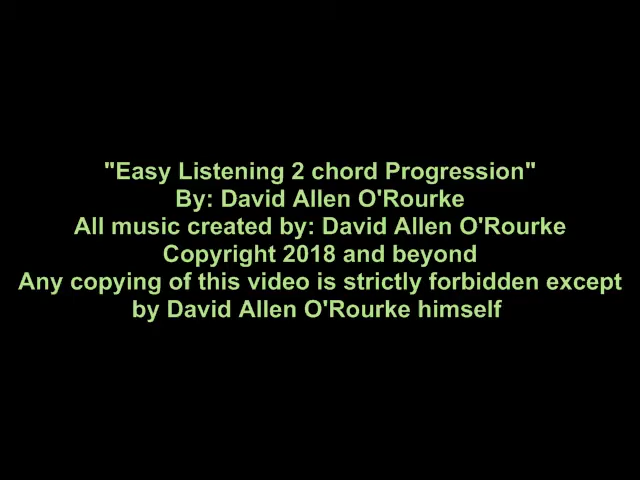 "Easy Listening 2 chord Progression"
By: David Allen O'Rourke
All music created by: David Allen O'Rourke
Copyright 2018 and beyond
Any copying of this video is strictly forbidden except
by David Allen O'Rourke himself